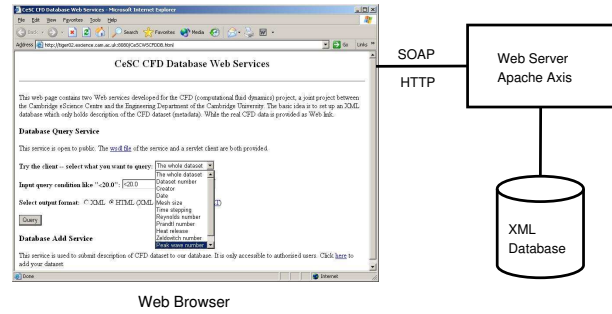 CeSC CFD Database Web Services - Microsoft Internet Explorer
File Edit View Favorites Tools Help
Back Search Favorites Media
Address http://tiger02.escience.cam.ac.uk:8080/CeSCWSCFDDB.html Go Links »
CeSC CFD Database Web Services
This web page contains two Web services developed for the CFD (computational fluid dynamics) project, a joint project between
the Cambridge eScience Centre and the Engineering Department of the Cambridge University. The basic idea is to set up an XML
database which only holds description of the CFD dataset (metadata). While the real CFD data is provided as Web link.
Database Query Service
This service is open to public. The wsdl file of the service and a servlet client are both provided.
Try the client -- select what you want to query: The whole dataset
The whole dataset
Dataset number
Input query condition like "<20.0": <20.0
Creator
Date
Select output format: XML HTML (XML
Mesh size
Time stepping
Reynolds number
Prandtl number
Heat release
Zeldovitch number
Peak wave number
Query
Database Add Service
This service is used to submit description of CFD dataset to our database. It is only accessible to authorised users. Click here to
add your dataset.
Done Internet
Web Browser
SOAP
HTTP
Web Server
Apache Axis
XML
Database